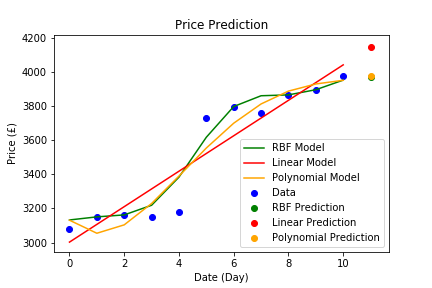 Price Prediction
4200
4000
3800
3600
3400
3200
3000
Price (£)
0
2
4
6
8
10
Date (Day)
RBF Model
Linear Model
Polynomial Model
Data
RBF Prediction
Linear Prediction
Polynomial Prediction